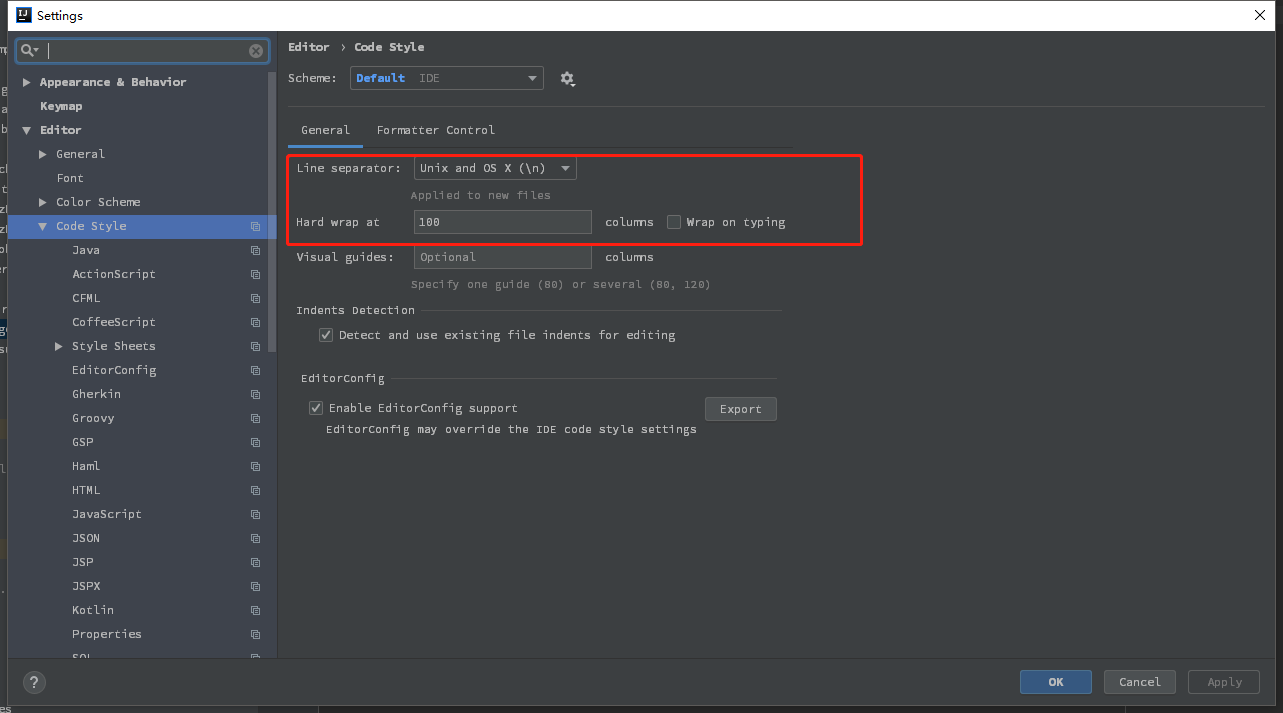 Settings
Editor › Code Style
Scheme: Default IDE
General Formatter Control
Line separator: Unix and OS X (\n)
Applied to new files
Hard wrap at 100 columns Wrap on typing
Visual guides: Optional columns
Specify one guide (80) or several (80, 120)
Indents Detection
Detect and use existing file indents for editing
EditorConfig
Enable EditorConfig support Export
EditorConfig may override the IDE code style settings
Appearance & Behavior
Keymap
Editor
General
Font
Color Scheme
Code Style
Java
ActionScript
CFML
CoffeeScript
Style Sheets
EditorConfig
Gherkin
Groovy
GSP
Haml
HTML
JavaScript
JSON
JSP
JSPX
Kotlin
Properties
SQL
? OK Cancel Apply